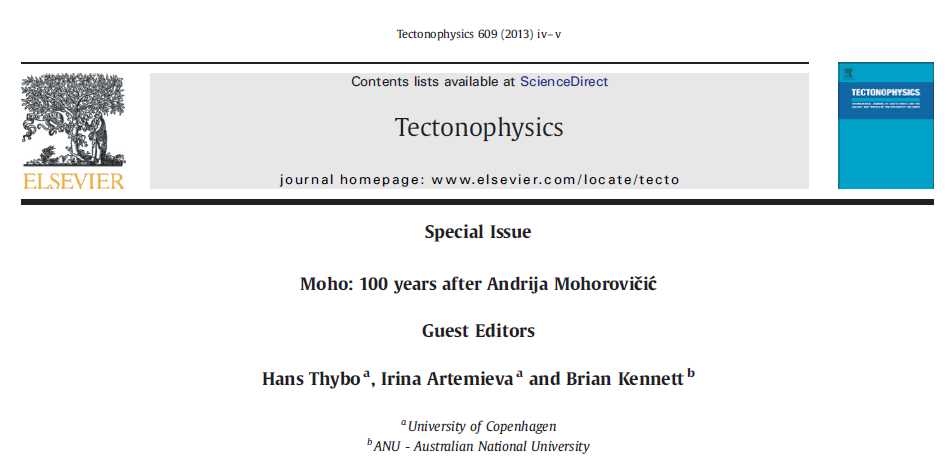 Tectonophysics 609 (2013) iv–v
Contents lists available at ScienceDirect
Tectonophysics
journal homepage: www.elsevier.com/locate/tecto
ELSEVIER
TECTONOPHYSICS
Special Issue
Moho: 100 years after Andrija Mohorovičić
Guest Editors
Hans Thybo a, Irina Artemieva a and Brian Kennett b
a University of Copenhagen
b ANU - Australian National University